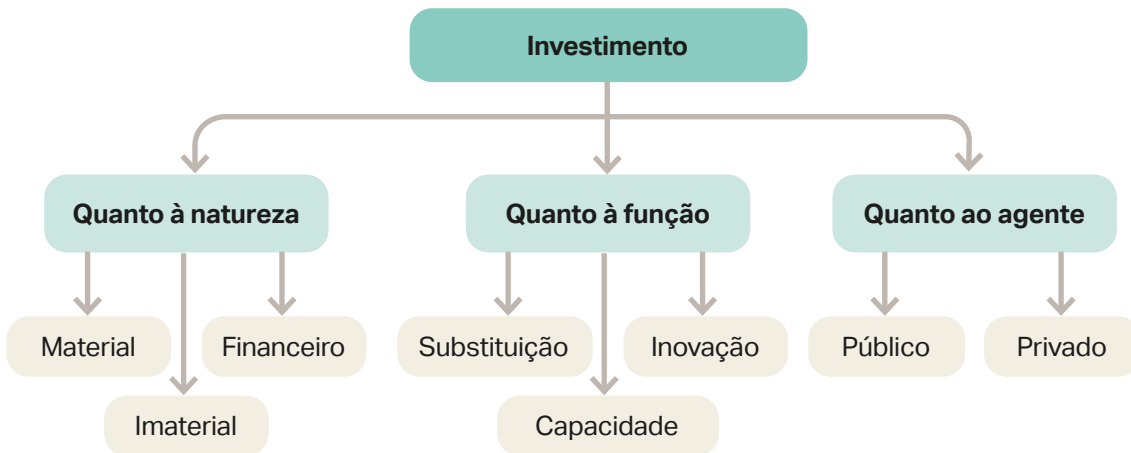 Investimento
Quanto à natureza
Quanto à função
Quanto ao agente
Material
Financeiro
Substituição
Inovação
Público
Privado
Imaterial
Capacidade